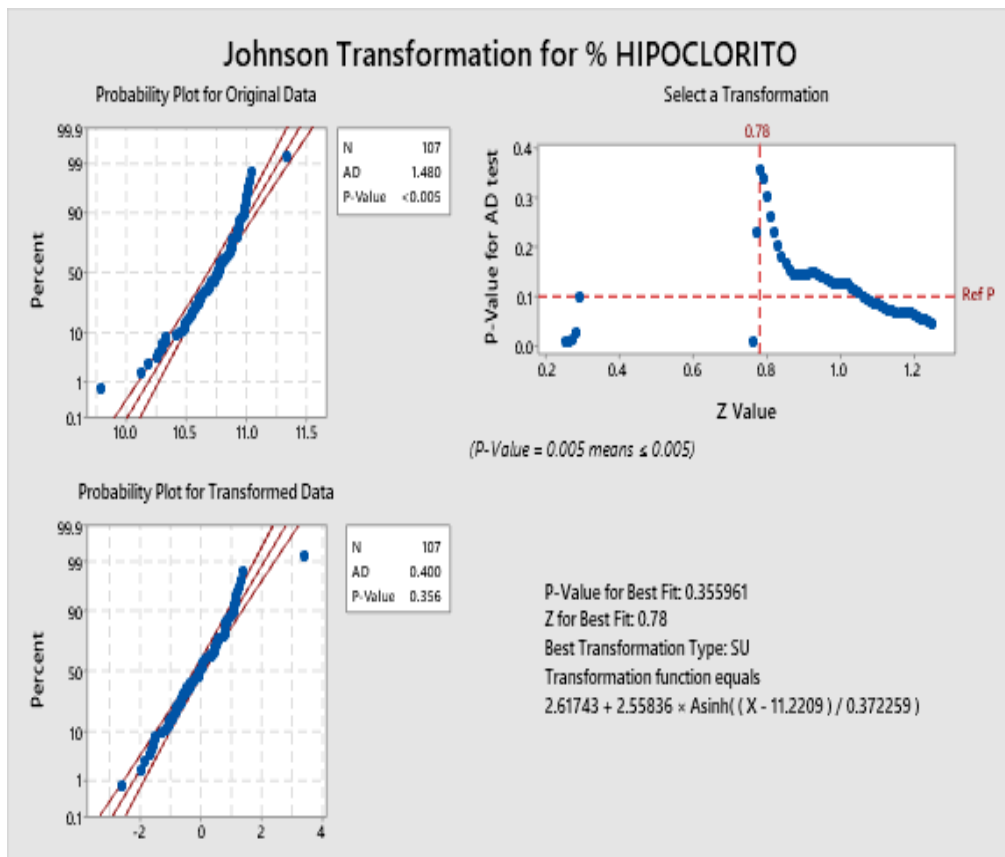 Johnson Transformation for % HIPOCLORITO
Probability Plot for Original Data
99.9
99
90
50
10
1
0.1
Percent
10.0 10.5 11.0 11.5
N 107
AD 1.480
P-Value <0.005
Select a Transformation
0.78
0.4
0.3
0.2
0.1
0.0
P-Value for AD test
Ref P
0.2 0.4 0.6 0.8 1.0 1.2
Z Value
(P-Value = 0.005 means ≤ 0.005)
Probability Plot for Transformed Data
99.9
99
90
50
10
1
0.1
Percent
-2 0 2 4
N 107
AD 0.400
P-Value 0.356
P-Value for Best Fit: 0.355961
Z for Best Fit: 0.78
Best Transformation Type: SU
Transformation function equals
2.61743 + 2.55836 × Asinh( ( X - 11.2209 ) / 0.372259 )